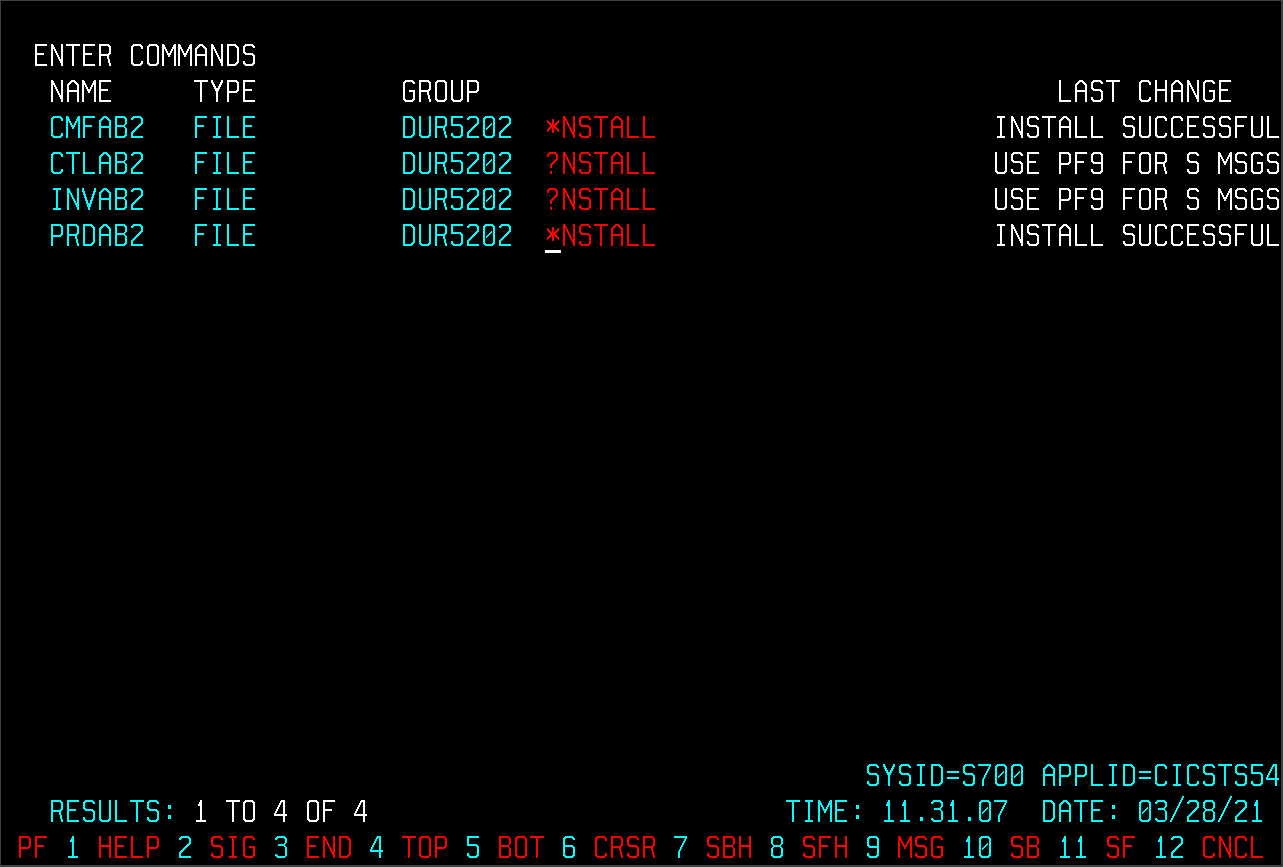 ENTER COMMANDS
NAME TYPE GROUP LAST CHANGE
CMFAB2 FILE DUR5202 *NSTALL INSTALL SUCCESSFUL
CTLAB2 FILE DUR5202 ?NSTALL USE PF9 FOR S MSGS
INVAB2 FILE DUR5202 ?NSTALL USE PF9 FOR S MSGS
PRDAB2 FILE DUR5202 *NSTALL INSTALL SUCCESSFUL
SYSID=S700 APPLID=CICSTS54
RESULTS: 1 TO 4 OF 4 TIME: 11.31.07 DATE: 03/28/21
PF 1 HELP 2 SIG 3 END 4 TOP 5 BOT 6 CRSR 7 SBH 8 SFH 9 MSG 10 SB 11 SF 12 CNCL